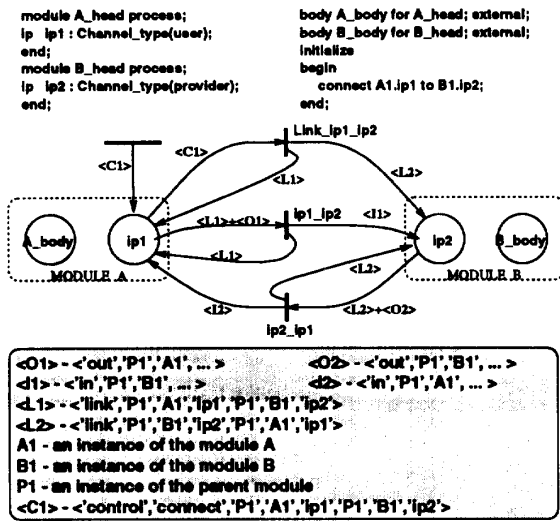 module A_head process;
ip ip1 : Channel_type(user);
end;
module B_head process;
ip ip2 : Channel_type(provider);
end;
body A_body for A_head; external;
body B_body for B_head; external;
initialize
begin
connect A1.ip1 to B1.ip2;
end;
Link_ip1_ip2
<C1>
<C1>
<L1>
<L2>
A_body
ip1
<L1>+<O1>
ip1_ip2
<I1>
ip2
B_body
<L1>
<L2>
MODULE A
MODULE B
<I2>
<L2>+<O2>
ip2_ip1
<O1> - <'out','P1','A1', ... >
<O2> - <'out','P1','B1', ... >
<I1> - <'in','P1','B1', ... >
<I2> - <'in','P1','A1', ... >
<L1> - <'link','P1','A1','ip1','P1','B1','ip2'>
<L2> - <'link','P1','B1','ip2','P1','A1','ip1'>
A1 - an instance of the module A
B1 - an instance of the module B
P1 - an instance of the parent module
<C1> - <'control','connect','P1','A1','ip1','P1','B1','ip2'>